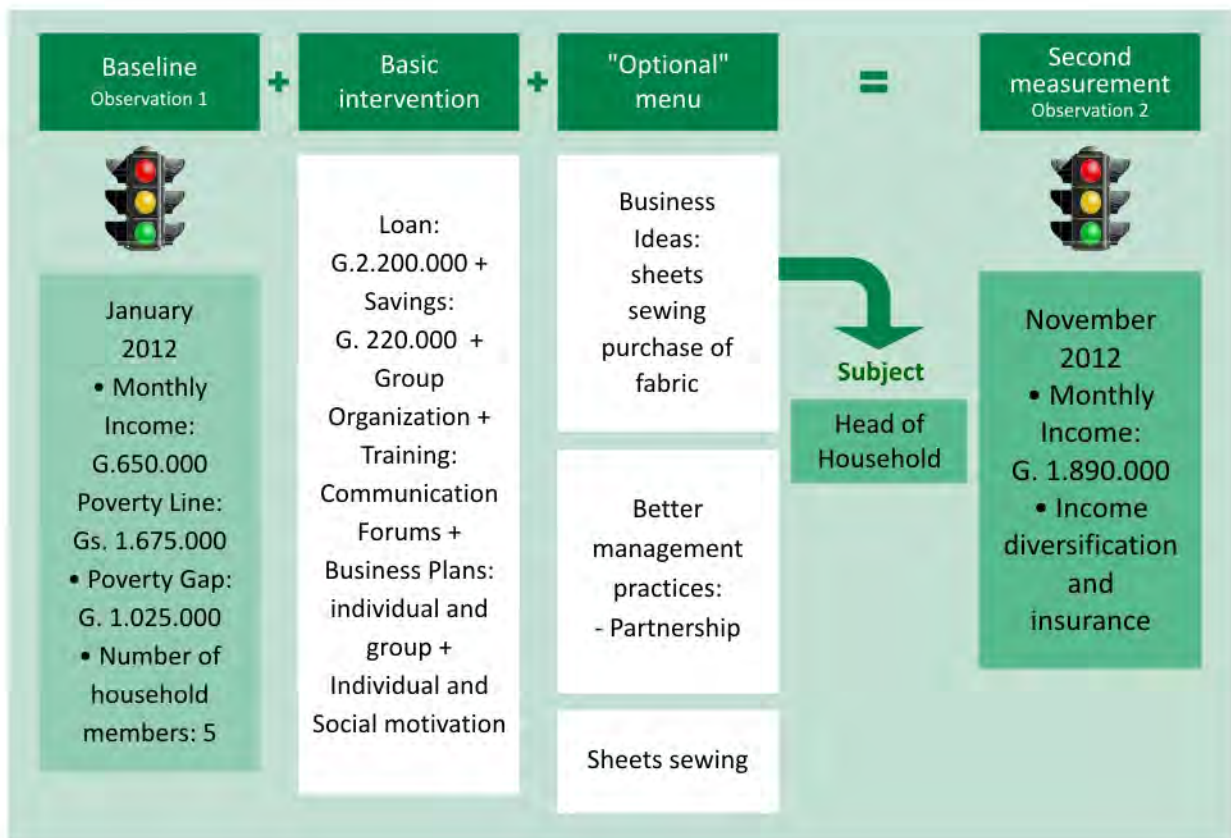 Baseline
Observation 1
+
Basic
intervention
+
"Optional"
menu
=
Second
measurement
Observation 2
January
2012
• Monthly
Income:
G.650.000
Poverty Line:
Gs. 1.675.000
• Poverty Gap:
G. 1.025.000
• Number of
household
members: 5
Loan:
G.2.200.000 +
Savings:
G. 220.000 +
Group
Organization +
Training:
Communication
Forums +
Business Plans:
individual and
group +
Individual and
Social motivation
Business
Ideas:
sheets
sewing
purchase of
fabric
Better
management
practices:
- Partnership
Sheets sewing
Subject
Head of
Household
November
2012
• Monthly
Income:
G. 1.890.000
• Income
diversification
and
insurance